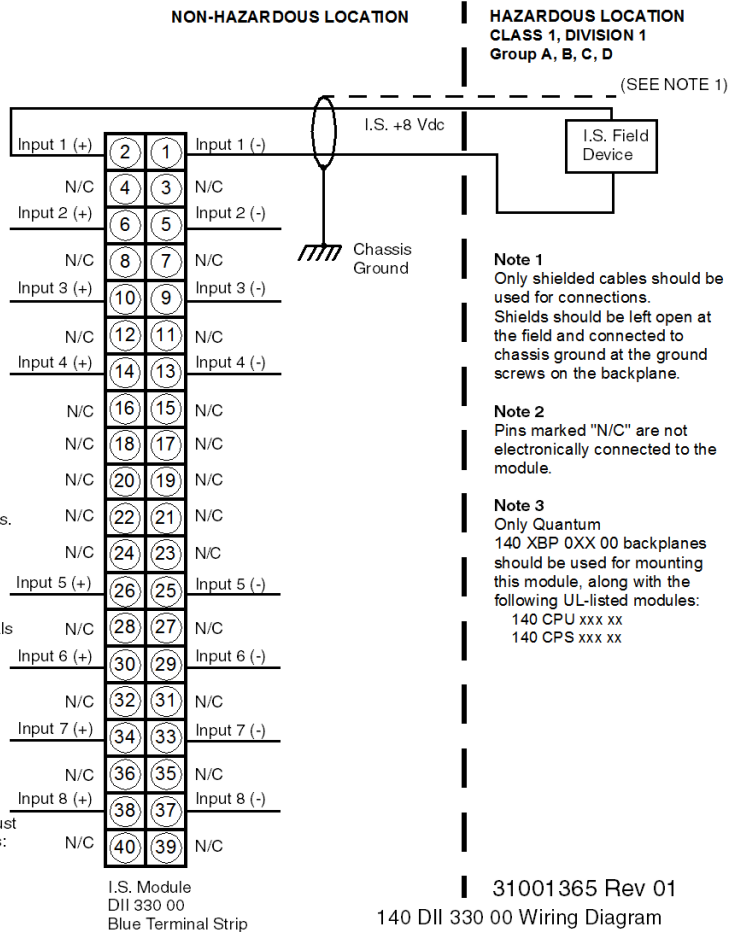 NON-HAZARDOUS LOCATION
HAZARDOUS LOCATION
CLASS 1, DIVISION 1
Group A, B, C, D
(SEE NOTE 1)
I.S. +8 Vdc
I.S. Field
Device
Input 1 (+) 2 1 Input 1 (-)
N/C 4 3 N/C
Input 2 (+) 6 5 Input 2 (-)
N/C 8 7 N/C
Chassis
Ground
Input 3 (+) 10 9 Input 3 (-)
N/C 12 11 N/C
Input 4 (+) 14 13 Input 4 (-)
N/C 16 15 N/C
N/C 18 17 N/C
N/C 20 19 N/C
s.
N/C 22 21 N/C
N/C 24 23 N/C
Input 5 (+) 26 25 Input 5 (-)
ls
N/C 28 27 N/C
Input 6 (+) 30 29 Input 6 (-)
N/C 32 31 N/C
Input 7 (+) 34 33 Input 7 (-)
N/C 36 35 N/C
Input 8 (+) 38 37 Input 8 (-)
ust
s:
N/C 40 39 N/C
I.S. Module
DII 330 00
Blue Terminal Strip
Note 1
Only shielded cables should be
used for connections.
Shields should be left open at
the field and connected to
chassis ground at the ground
screws on the backplane.
Note 2
Pins marked "N/C" are not
electronically connected to the
module.
Note 3
Only Quantum
140 XBP 0XX 00 backplanes
should be used for mounting
this module, along with the
following UL-listed modules:
140 CPU xxx xx
140 CPS xxx xx
31001365 Rev 01
140 DII 330 00 Wiring Diagram